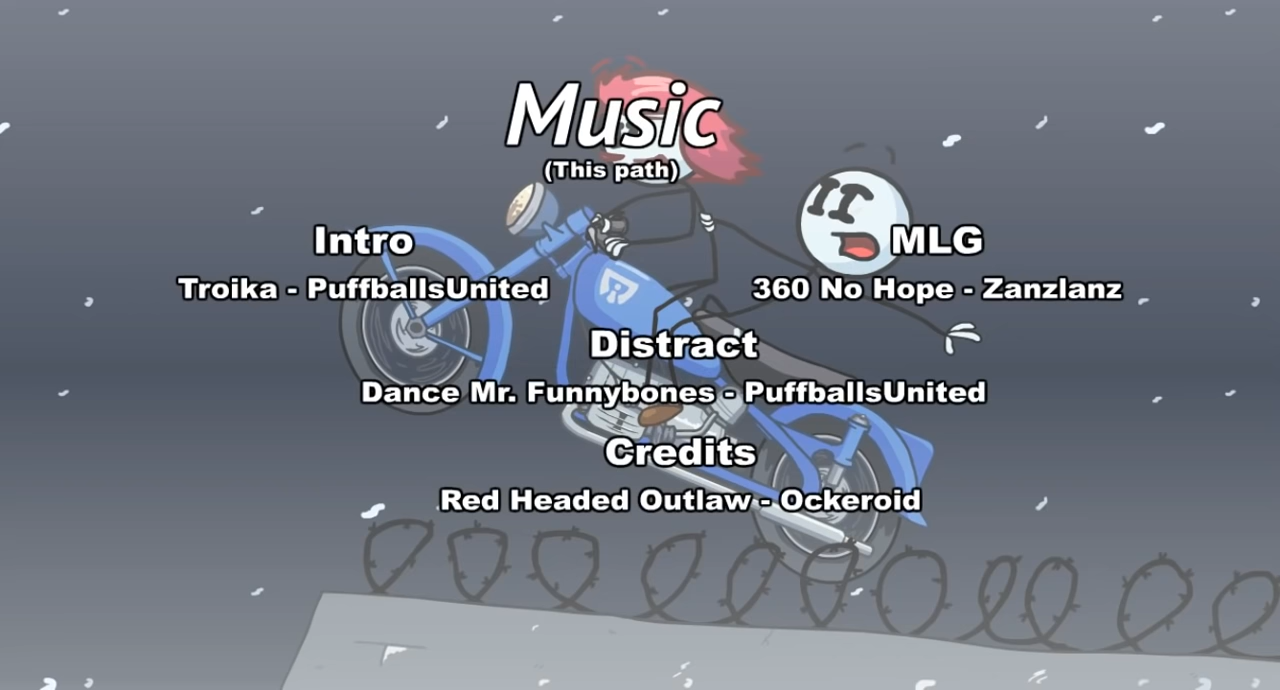 Music
(This path)
Intro
Troika - PuffballsUnited
MLG
360 No Hope - Zanzlanz
Distract
Dance Mr. Funnybones - PuffballsUnited
Credits
Red Headed Outlaw - Ockeroid